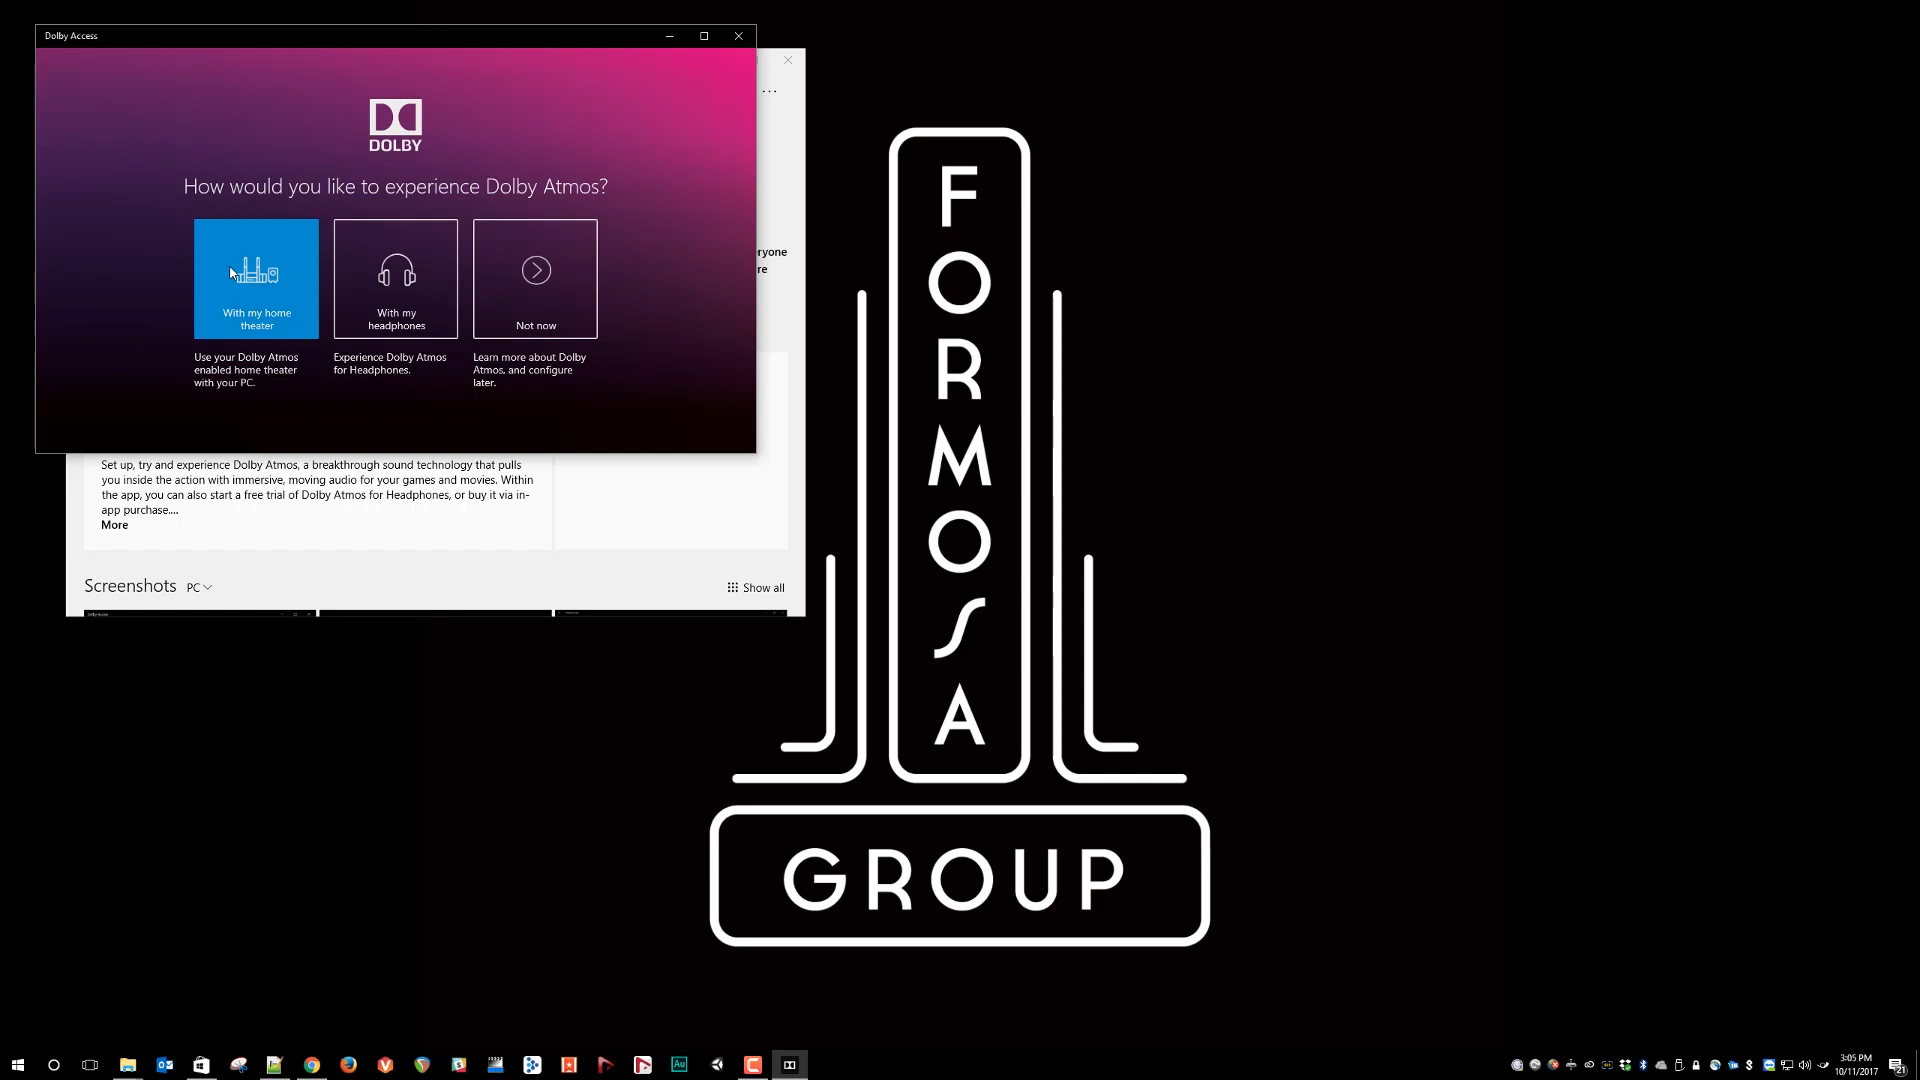 Dolby Access
DOLBY
How would you like to experience Dolby Atmos?
With my home
theater
With my
headphones
Not now
Use your Dolby Atmos
enabled home theater
with your PC.
Experience Dolby Atmos
for Headphones.
Learn more about Dolby
Atmos, and configure
later.
...
ryone
re
Set up, try and experience Dolby Atmos, a breakthrough sound technology that pulls
you inside the action with immersive, moving audio for your games and movies. Within
the app, you can also start a free trial of Dolby Atmos for Headphones, or buy it via in-
app purchase....
More
Screenshots PC
Show all
FORMOSA
GROUP
Au
3:05 PM
10/11/2017
21